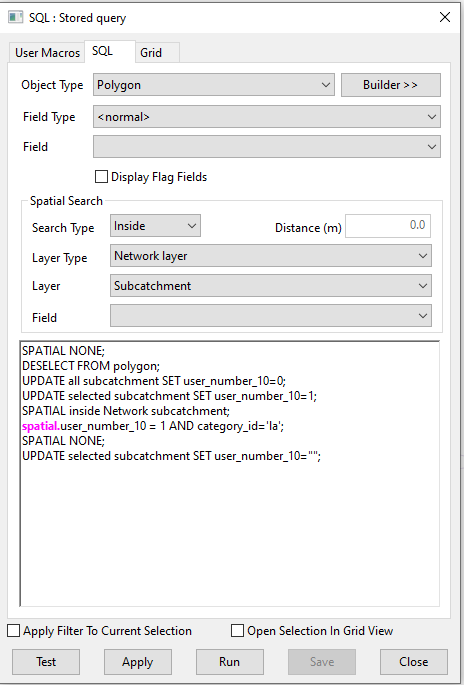 SQL : Stored query
User Macros SQL Grid
Object Type Polygon Builder >>
Field Type <normal>
Field
Display Flag Fields
Spatial Search
Search Type Inside Distance (m) 0.0
Layer Type Network layer
Layer Subcatchment
Field
SPATIAL NONE;
DESELECT FROM polygon;
UPDATE all subcatchment SET user_number_10=0;
UPDATE selected subcatchment SET user_number_10=1;
SPATIAL inside Network subcatchment;
spatial.user_number_10 = 1 AND category_id='la';
SPATIAL NONE;
UPDATE selected subcatchment SET user_number_10="";
Apply Filter To Current Selection Open Selection In Grid View
Test Apply Run Save Close